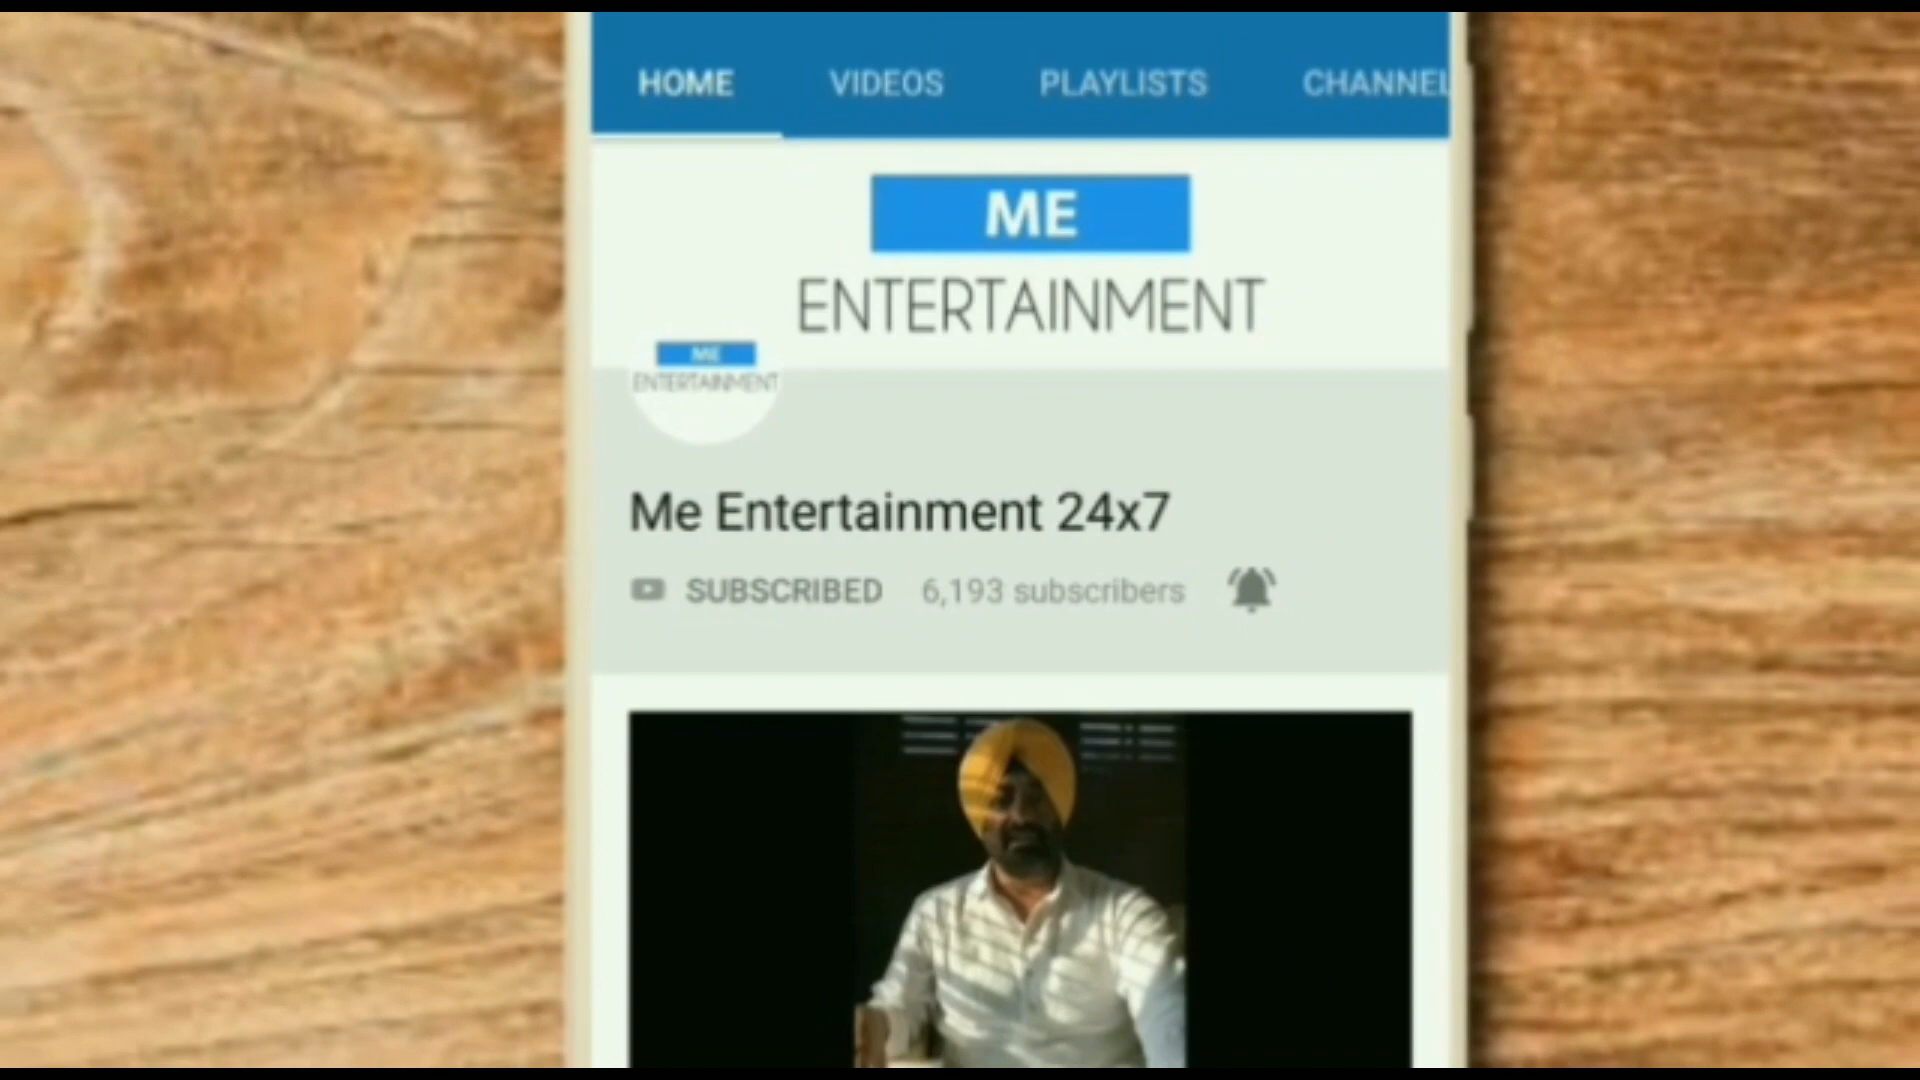 HOME VIDEOS PLAYLISTS CHANNEL
ME
ENTERTAINMENT
ME
ENTERTAINMENT
Me Entertainment 24x7
SUBSCRIBED 6,193 subscribers